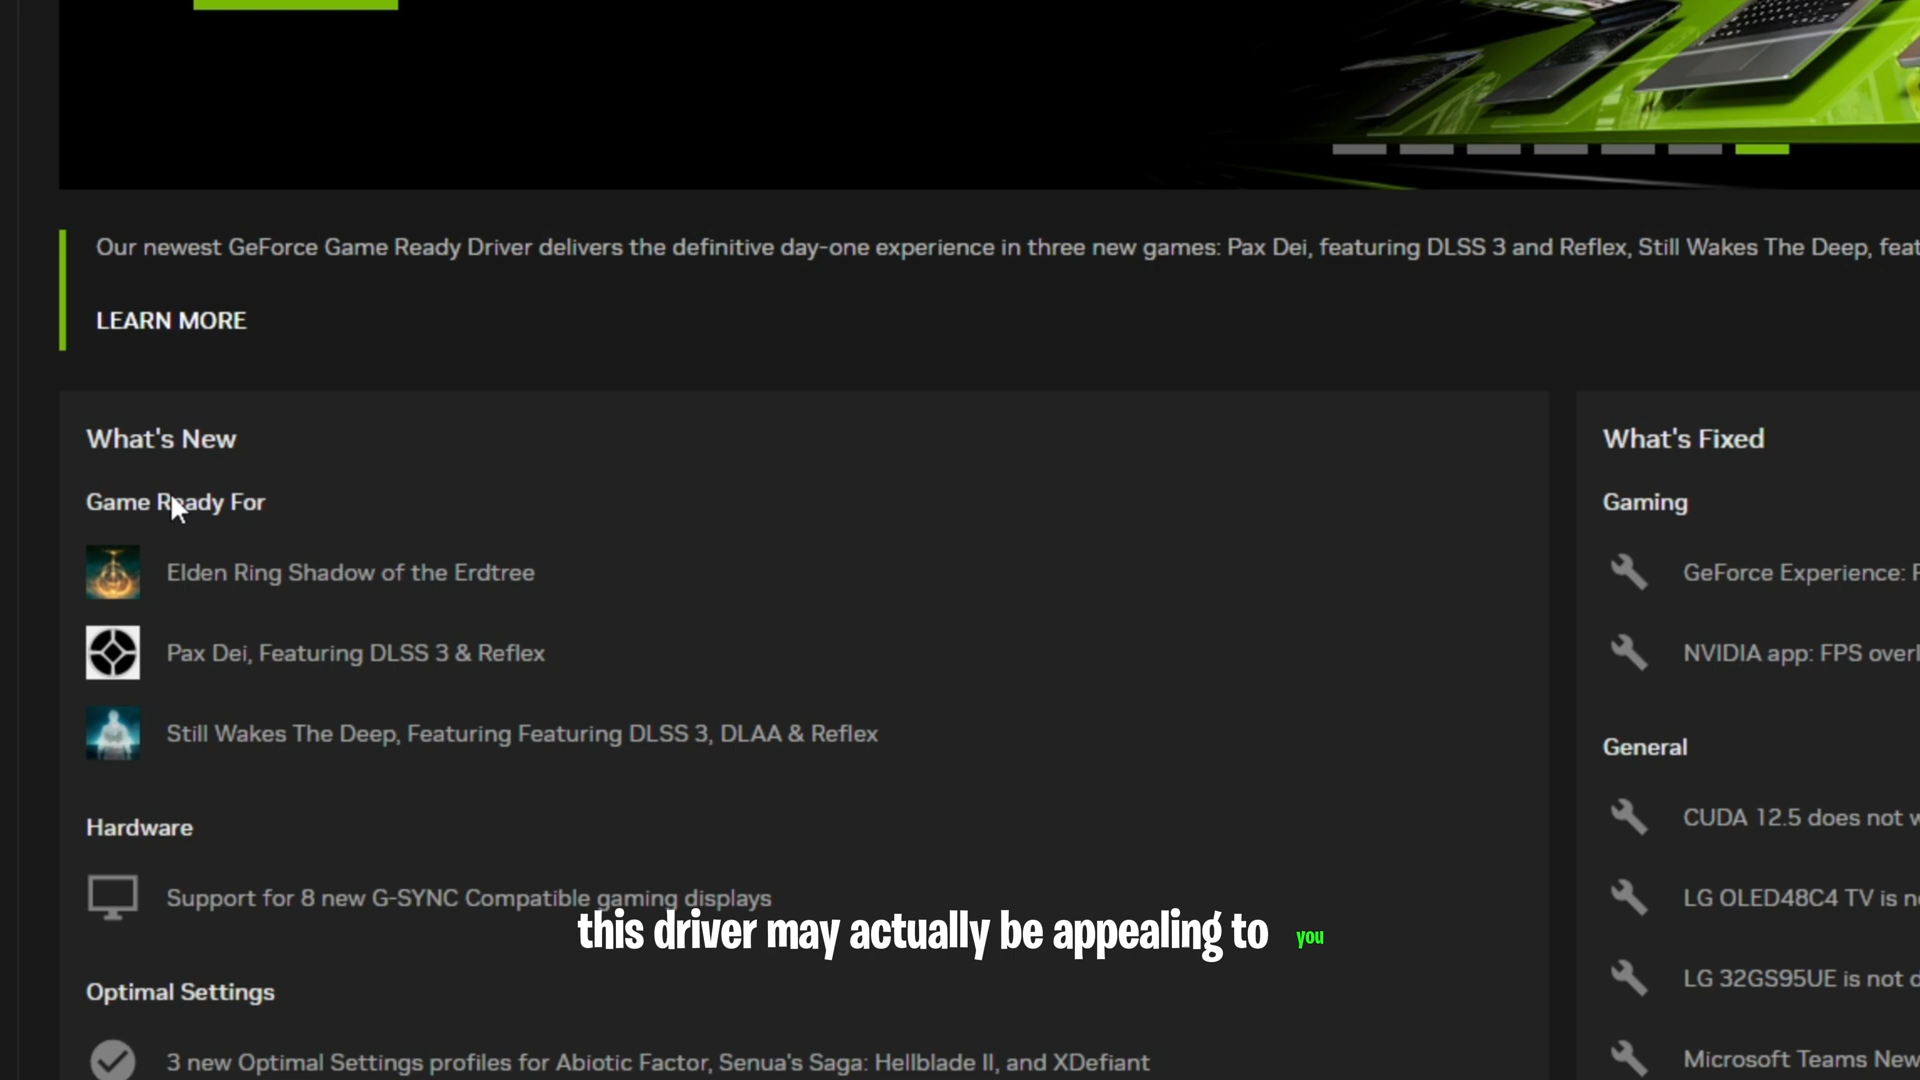 Our newest GeForce Game Ready Driver delivers the definitive day-one experience in three new games: Pax Dei, featuring DLSS 3 and Reflex, Still Wakes The Deep,
LEARN MORE
What's New
Game Ready For
Elden Ring Shadow of the Erdtree
Pax Dei, Featuring DLSS 3 & Reflex
Still Wakes The Deep, Featuring Featuring DLSS 3, DLAA & Reflex
Hardware
Support for 8 new G-SYNC Compatible gaming displays
this driver may actually be appealing to you
Optimal Settings
3 new Optimal Settings profiles for Abiotic Factor, Senua's Saga: Hellblade II, and XDefiant
What's Fixed
Gaming
GeForce Experience:
NVIDIA app: FPS
General
CUDA 12.5 does not
LG OLED48C4 TV is
LG 32GS95UE is not
Microsoft Teams New